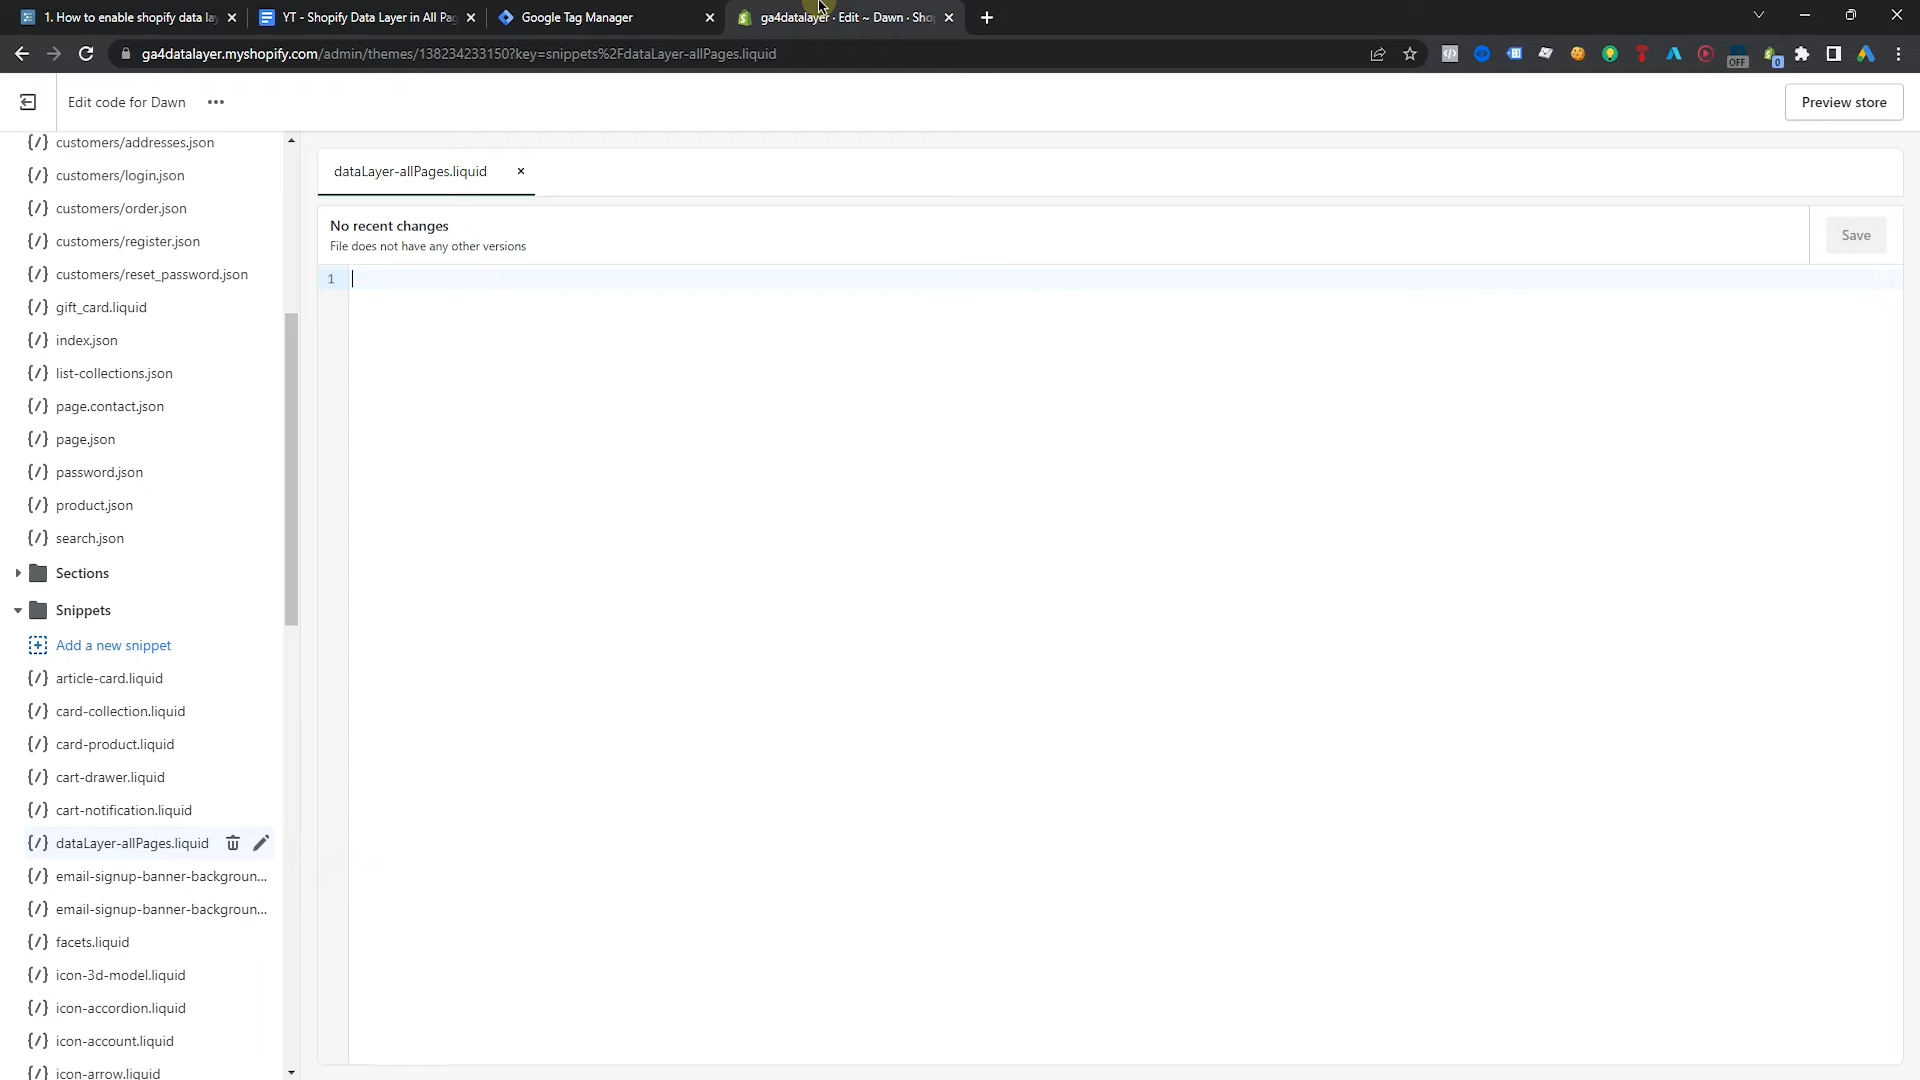 1. How to enable shopify data la
YT - Shopify Data Layer in All Pag
Google Tag Manager
ga4datalayer · Edit ~ Dawn · Sho
ga4datalayer.myshopify.com/admin/themes/138234233150?key=snippets%2FdataLayer-allPages.liquid
OFF
0
Edit code for Dawn
Preview store
customers/addresses.json
customers/login.json
customers/order.json
customers/register.json
customers/reset_password.json
gift_card.liquid
index.json
list-collections.json
page.contact.json
page.json
password.json
product.json
search.json
Sections
Snippets
Add a new snippet
article-card.liquid
card-collection.liquid
card-product.liquid
cart-drawer.liquid
cart-notification.liquid
dataLayer-allPages.liquid
email-signup-banner-backgroun...
email-signup-banner-backgroun...
facets.liquid
icon-3d-model.liquid
icon-accordion.liquid
icon-account.liquid
icon-arrow.liquid
dataLayer-allPages.liquid
No recent changes
File does not have any other versions
Save
1